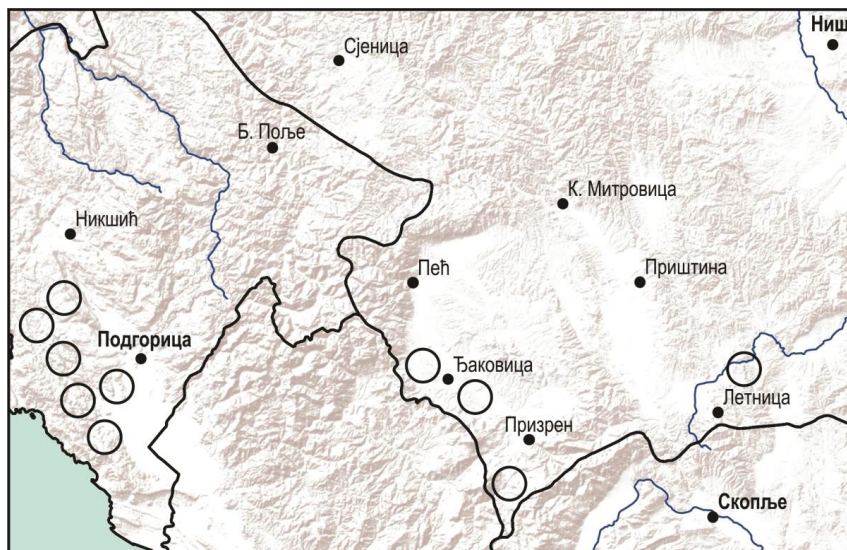 Ниш
Сјеница
Б. Поље
К. Митровица
Никшић
Пећ
Приштина
Подгорица
Ђаковица
Летница
Призрен
Скопље